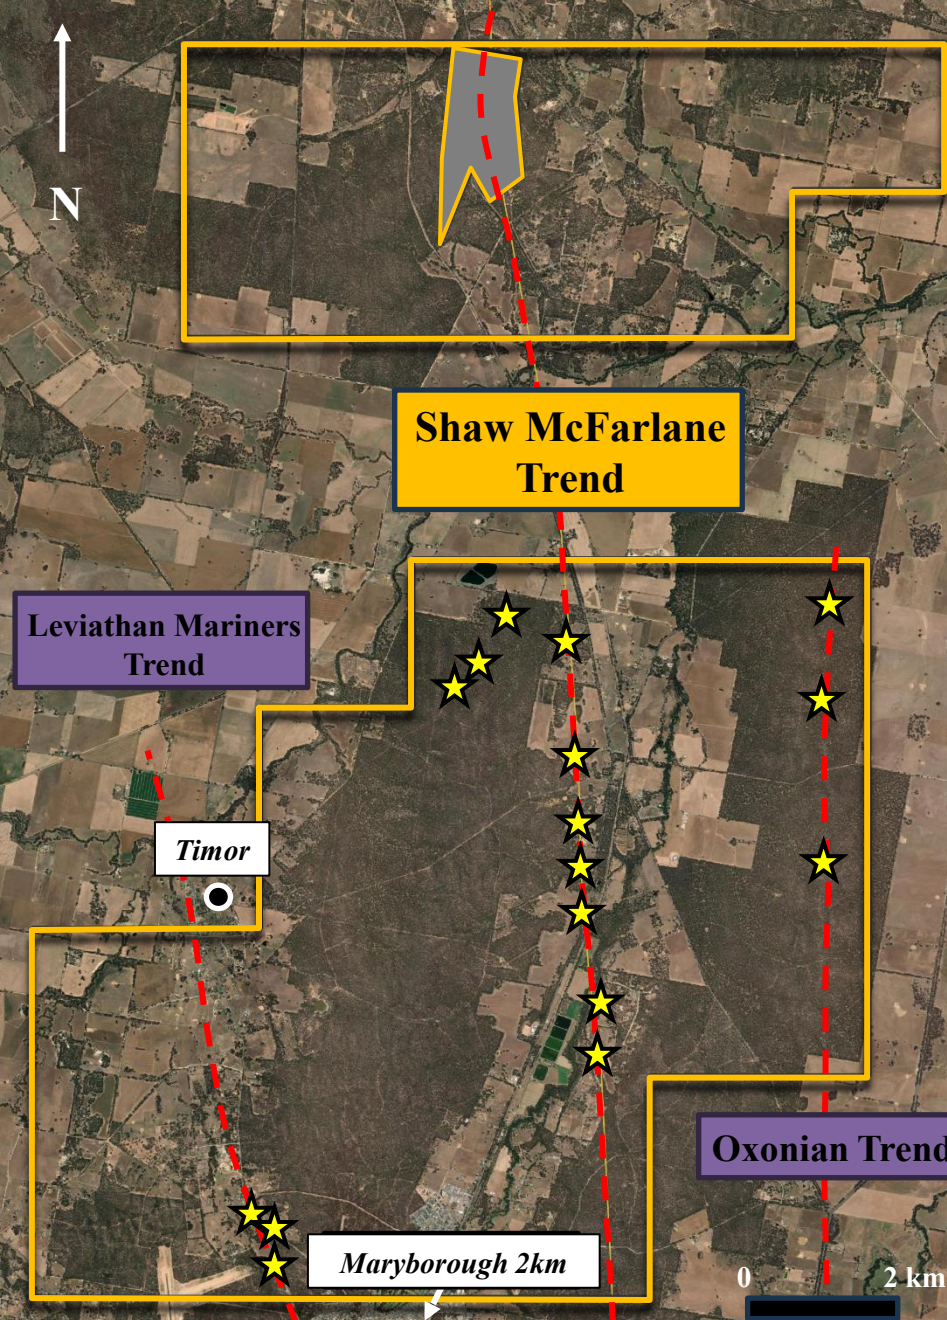 N
Shaw McFarlane
Trend
Leviathan Mariners
Trend
Timor
Oxonian Trend
Maryborough 2km
0
2 km